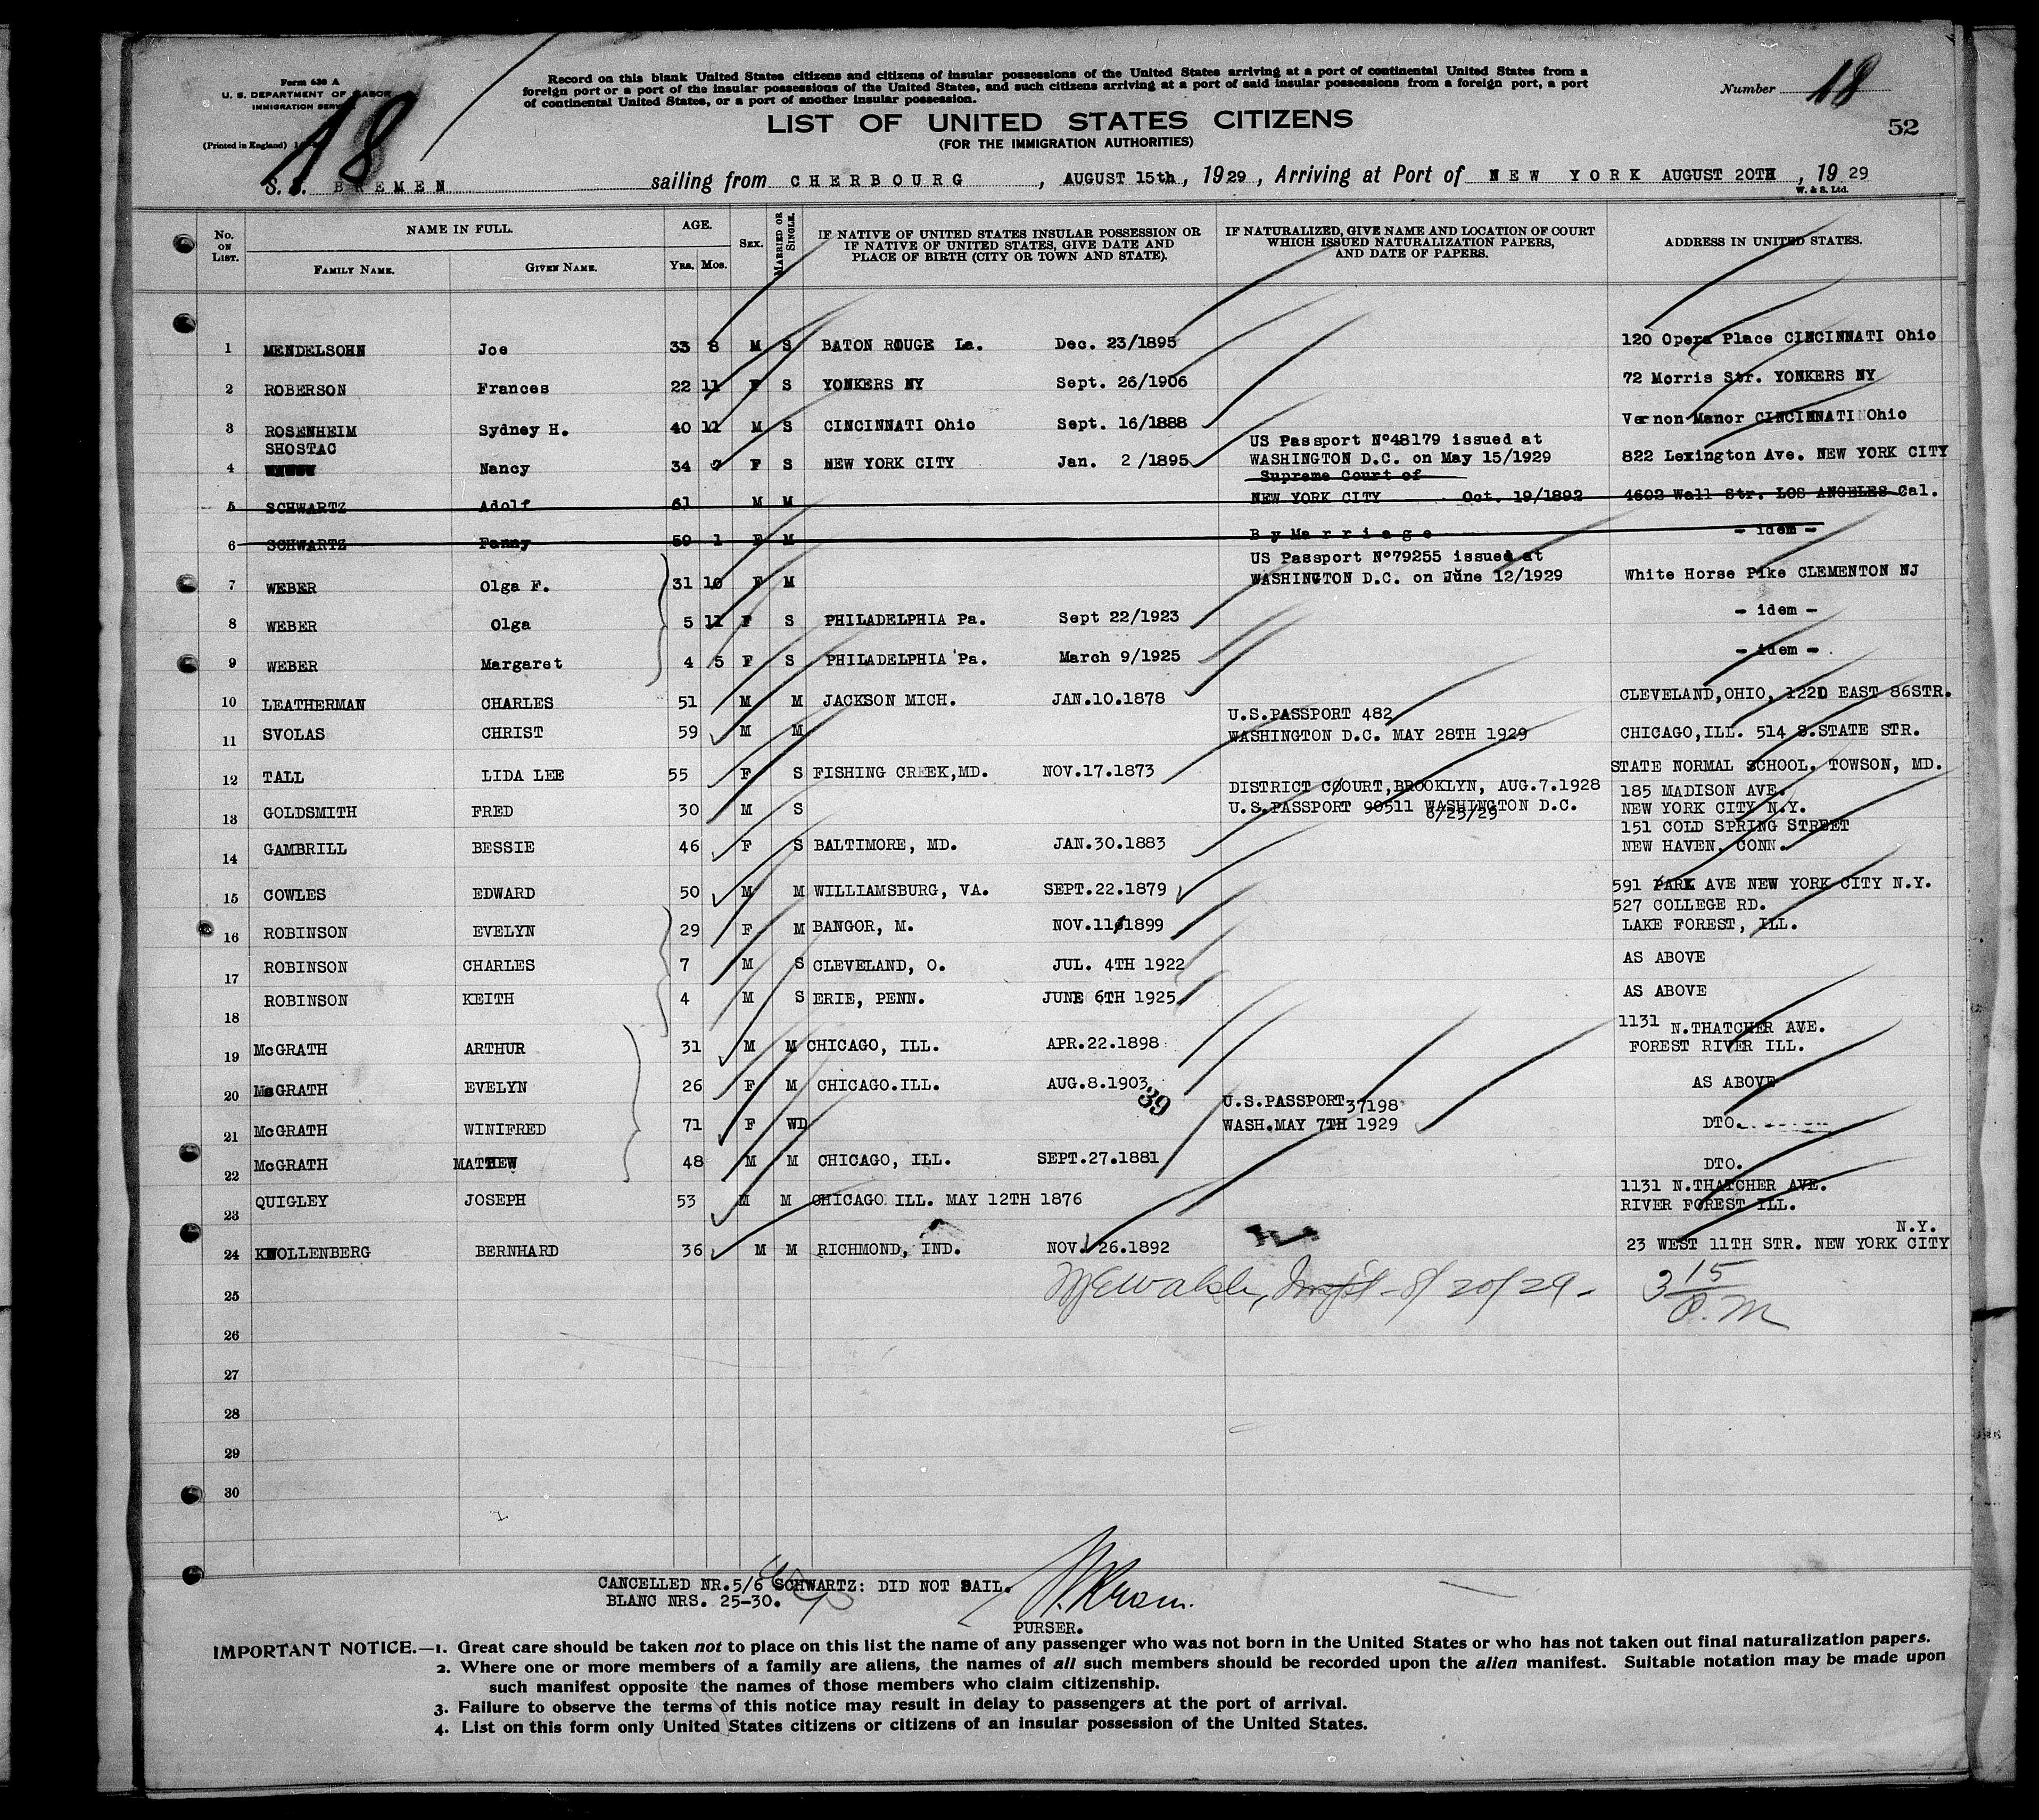 Form 630 A
U. S. DEPARTMENT OF LABOR
IMMIGRATION SERV
(Printed in England)
18
Record on this blank United States citizens and citizens of insular possessions of the United States arriving at a port of continental United States from a
foreign port or a port of the insular possessions of the United States, and such citizens arriving at a port of said insular possessions from a foreign port, a port
of continental United States, or a port of another insular possession.
Number 18
52
LIST OF UNITED STATES CITIZENS
(FOR THE IMMIGRATION AUTHORITIES)
S. S. BREMEN sailing from CHERBOURG, AUGUST 15th, 1929, Arriving at Port of NEW YORK AUGUST 20TH, 1929
W. & S. Ltd.
No. ON LIST. NAME IN FULL. FAMILY NAME. GIVEN NAME. AGE. YRS. MOS. SEX. MARRIED OR SINGLE. IF NATIVE OF UNITED STATES INSULAR POSSESSION OR IF NATIVE OF UNITED STATES, GIVE DATE AND PLACE OF BIRTH (CITY OR TOWN AND STATE). IF NATURALIZED, GIVE NAME AND LOCATION OF COURT WHICH ISSUED NATURALIZATION PAPERS, AND DATE OF PAPERS. ADDRESS IN UNITED STATES.
1 MENDELSOHN Joe 33 8 M S BATON ROUGE La. Dec. 23/1895 120 Opera Place CINCINNATI Ohio
2 ROBERSON Frances 22 11 F S YONKERS NY Sept. 26/1906 72 Morris Str. YONKERS NY
3 ROSENHEIM Sydney H. 40 11 M S CINCINNATI Ohio Sept. 16/1888 Vernon Manor CINCINNATI Ohio
SHOSTAC US Passport Nº48179 issued at
4 Nancy 34 7 F S NEW YORK CITY Jan. 2/1895 WASHINGTON D.C. on May 15/1929 822 Lexington Ave. NEW YORK CITY
Supreme Court of
5 SCHWARTZ Adolf 61 M M NEW YORK CITY Oct. 19/1892 4602 Wall Str. LOS ANGELES Cal.
6 SCHWARTZ Fanny 59 1 F M By Marriage - idem -
US Passport Nº79255 issued at
7 WEBER Olga F. 31 10 F M WASHINGTON D.C. on June 12/1929 White Horse Pike CLEMENTON NJ
8 WEBER Olga 5 11 F S PHILADELPHIA Pa. Sept 22/1923 - idem -
9 WEBER Margaret 4 5 F S PHILADELPHIA Pa. March 9/1925 - idem -
10 LEATHERMAN CHARLES 51 M M JACKSON MICH. JAN.10.1878 CLEVELAND,OHIO, 1221 EAST 86STR.
U.S.PASSPORT 482
11 SVOLAS CHRIST 59 M M WASHINGTON D.C. MAY 28TH 1929 CHICAGO,ILL. 514 S.STATE STR.
12 TALL LIDA LEE 55 F S FISHING CREEK,MD. NOV.17.1873 STATE NORMAL SCHOOL. TOWSON, MD.
DISTRICT COOURT,BROOKLYN, AUG.7.1928 185 MADISON AVE.
13 GOLDSMITH FRED 30 M S U.S.PASSPORT 90511 WASHINGTON D.C. NEW YORK CITY N.Y.
6/25/29
151 COLD SPRING STREET
14 GAMBRILL BESSIE 46 F S BALTIMORE, MD. JAN.30.1883 NEW HAVEN, CONN.
15 COWLES EDWARD 50 M M WILLIAMSBURG, VA. SEPT.22.1879 591 PARK AVE NEW YORK CITY N.Y.
527 COLLEGE RD.
16 ROBINSON EVELYN 29 F M BANGOR, M. NOV.11 1899 LAKE FOREST, ILL.
17 ROBINSON CHARLES 7 M S CLEVELAND, O. JUL. 4TH 1922 AS ABOVE
18 ROBINSON KEITH 4 M S ERIE, PENN. JUNE 6TH 1925 AS ABOVE
1131 N.THATCHER AVE.
19 McGRATH ARTHUR 31 M M CHICAGO, ILL. APR.22.1898 FOREST RIVER ILL.
20 McGRATH EVELYN 26 F M CHICAGO.ILL. AUG.8.1903 AS ABOVE
39
U.S.PASSPORT 37198
21 McGRATH WINIFRED 71 F WD WASH.MAY 7TH 1929 DTO.
22 McGRATH MATHEW 48 M M CHICAGO, ILL. SEPT.27.1881 DTO.
1131 N.THATCHER AVE.
23 QUIGLEY JOSEPH 53 M M CHICAGO ILL. MAY 12TH 1876 RIVER FOREST ILL.
N.Y.
24 KNOLLENBERG BERNHARD 36 M M RICHMOND, IND. NOV. 26.1892 23 WEST 11TH STR. NEW YORK CITY
Walsh, 8/20/29- 3 15 P.M
25
26
27
28
29
30
CANCELLED NR.5/6 SCHWARTZ: DID NOT SAIL.
BLANC NRS. 25-30.
PURSER.
IMPORTANT NOTICE.—1. Great care should be taken not to place on this list the name of any passenger who was not born in the United States or who has not taken out final naturalization papers.
2. Where one or more members of a family are aliens, the names of all such members should be recorded upon the alien manifest. Suitable notation may be made upon
such manifest opposite the names of those members who claim citizenship.
3. Failure to observe the terms of this notice may result in delay to passengers at the port of arrival.
4. List on this form only United States citizens or citizens of an insular possession of the United States.